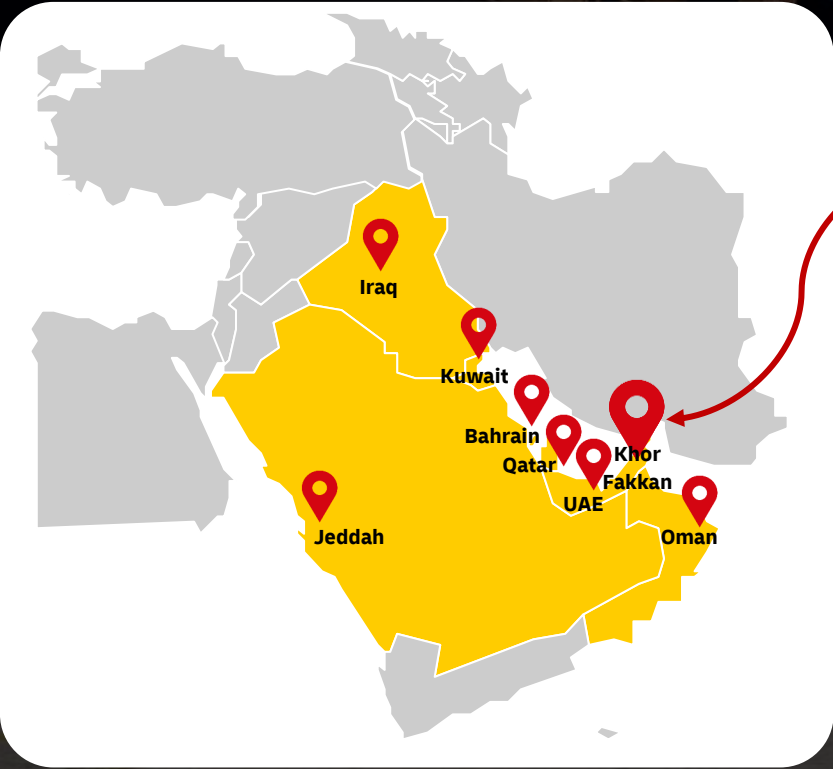 Iraq
Kuwait
Bahrain
Qatar
Khor
Fakkan
UAE
Jeddah
Oman